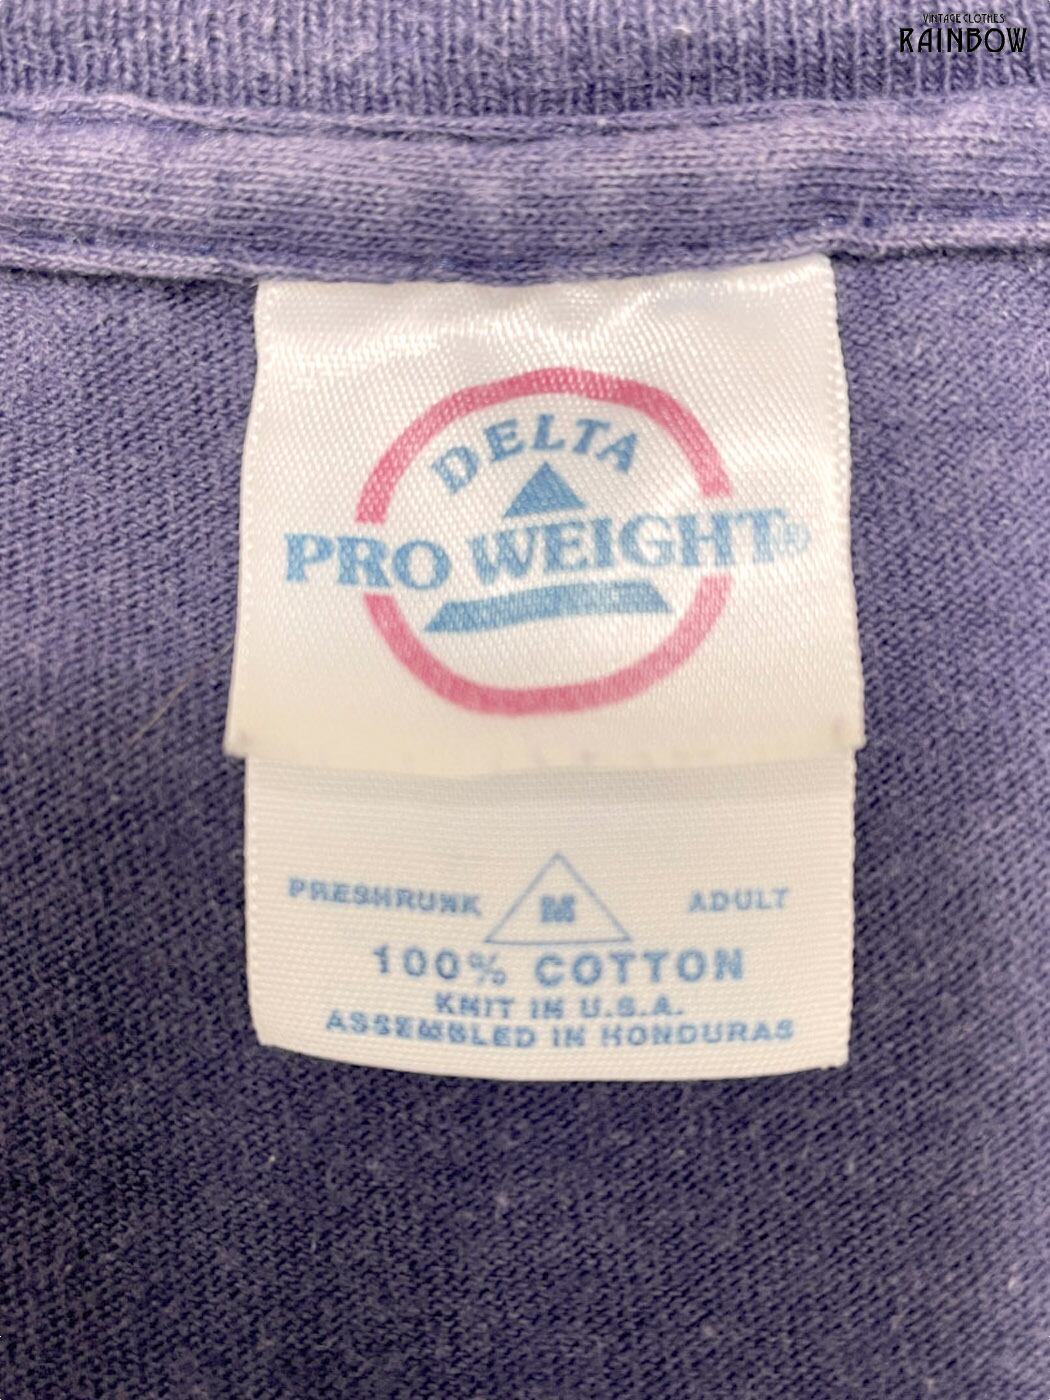 VINTAGE CLOTHES
RAINBOW
DELTA
PRO WEIGHT®
PRESHRUNK M ADULT
100% COTTON
KNIT IN U.S.A.
ASSEMBLED IN HONDURAS